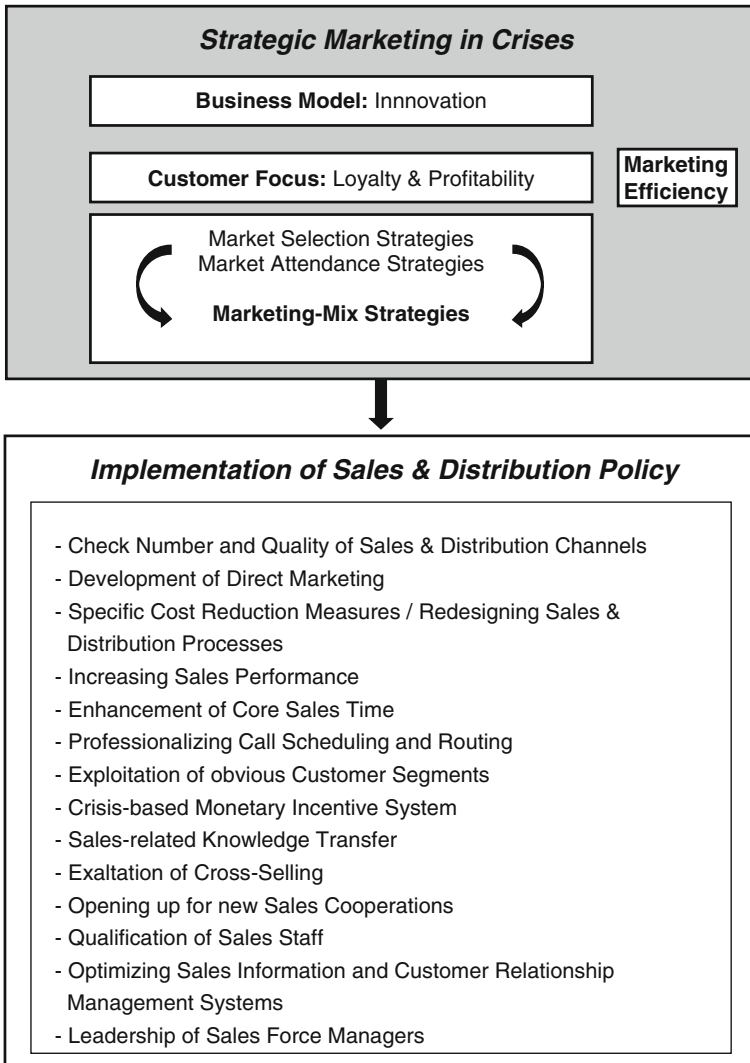 Strategic Marketing in Crises
Business Model: Innnovation
Customer Focus: Loyalty & Profitability
Marketing
Efficiency
Market Selection Strategies
Market Attendance Strategies
Marketing-Mix Strategies
Implementation of Sales & Distribution Policy
- Check Number and Quality of Sales & Distribution Channels
- Development of Direct Marketing
- Specific Cost Reduction Measures / Redesigning Sales &
Distribution Processes
- Increasing Sales Performance
- Enhancement of Core Sales Time
- Professionalizing Call Scheduling and Routing
- Exploitation of obvious Customer Segments
- Crisis-based Monetary Incentive System
- Sales-related Knowledge Transfer
- Exaltation of Cross-Selling
- Opening up for new Sales Cooperations
- Qualification of Sales Staff
- Optimizing Sales Information and Customer Relationship
Management Systems
- Leadership of Sales Force Managers